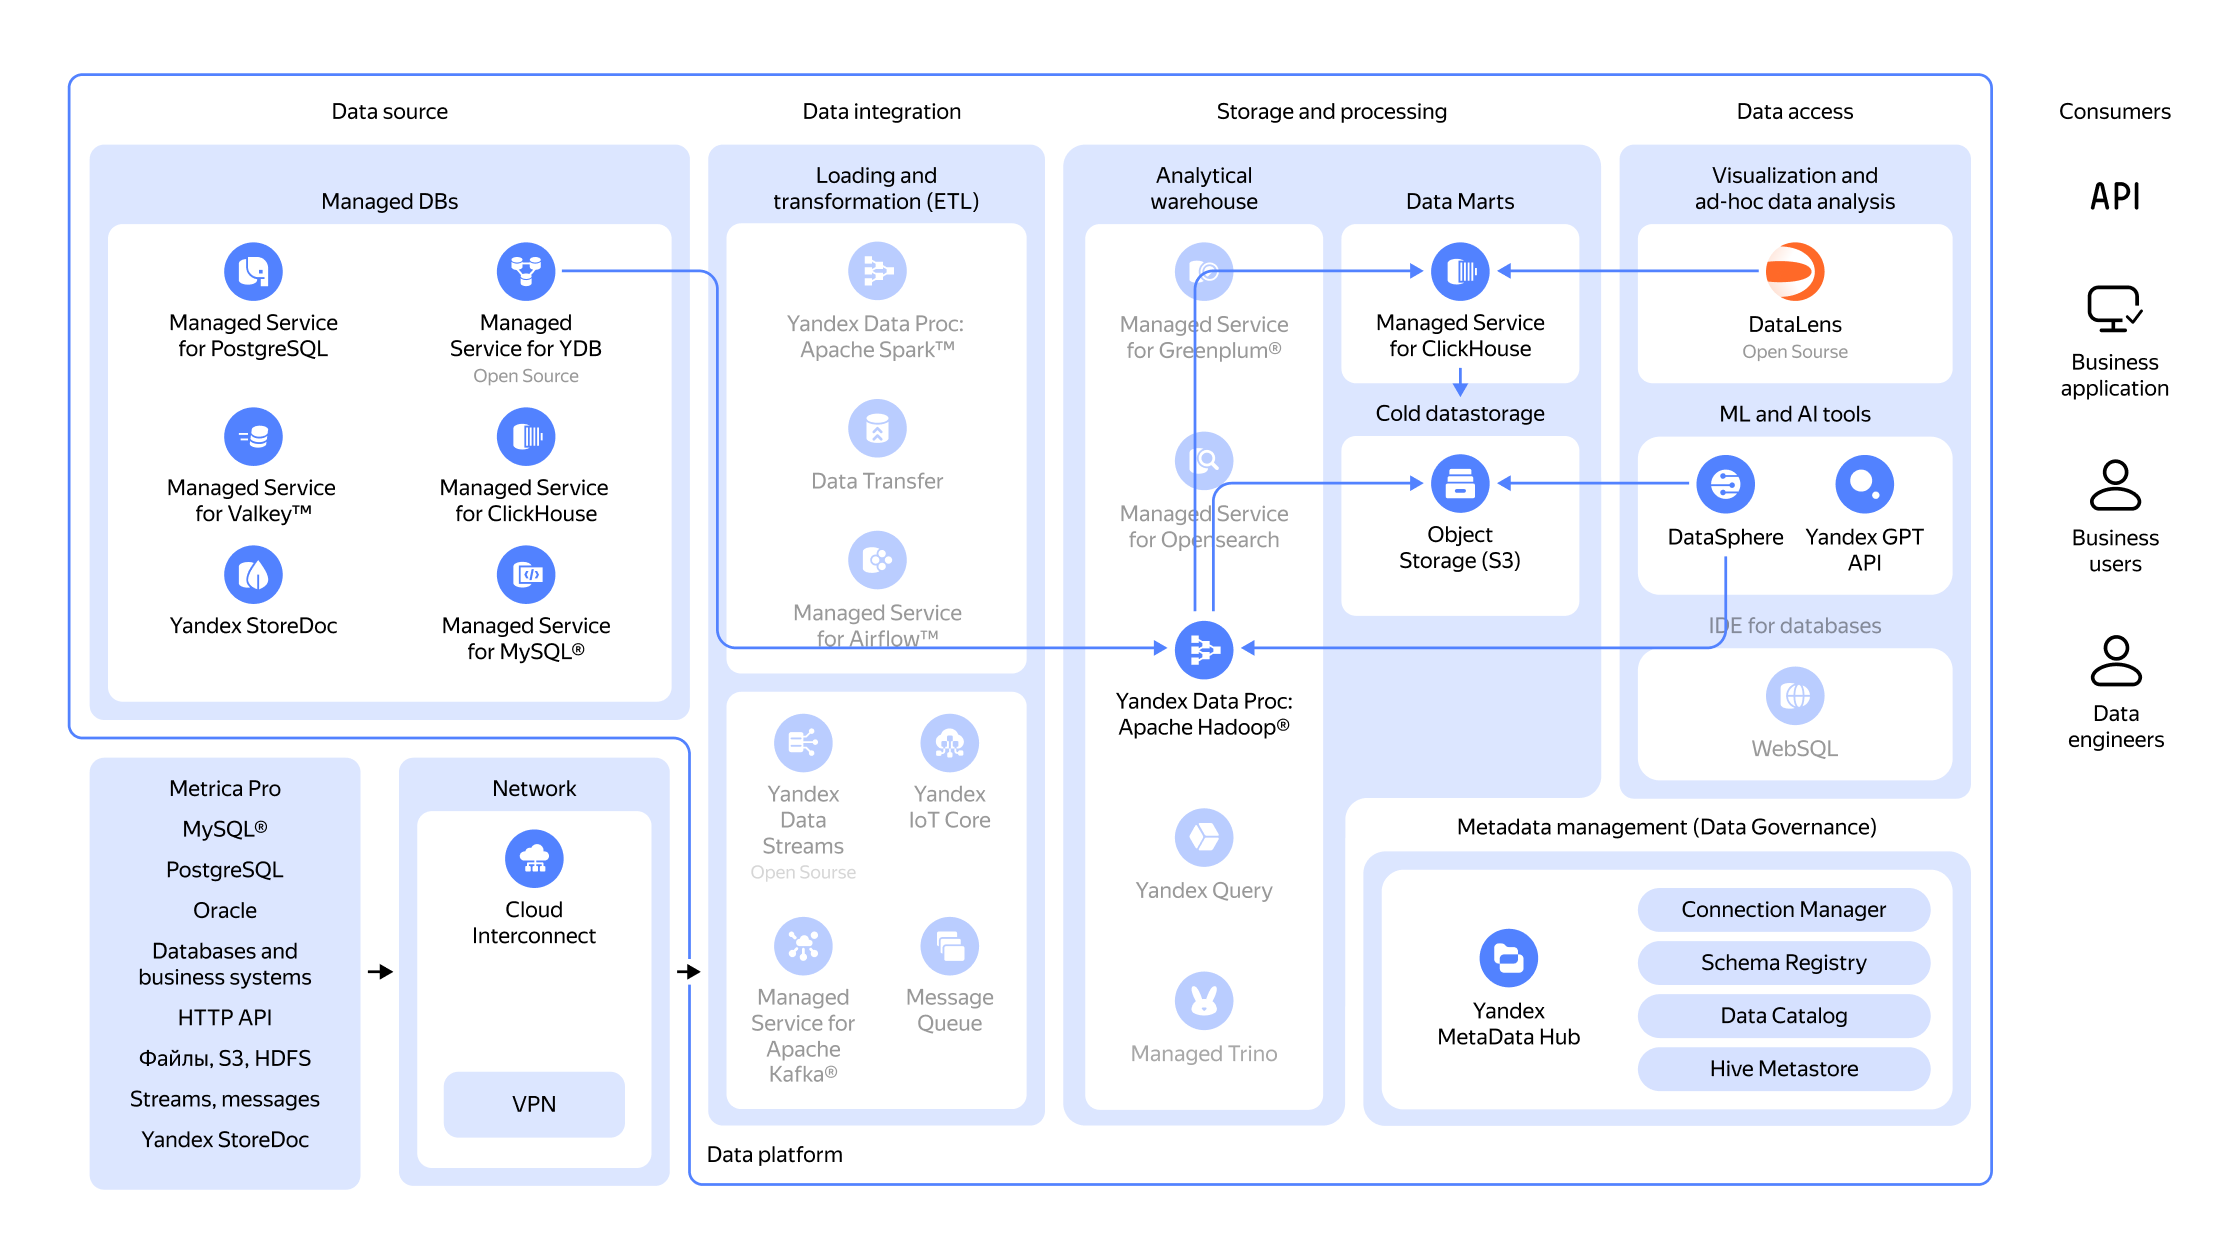 Data source
Data integration
Storage and processing
Data access
Consumers
Managed DBs
Managed Service
for PostgreSQL
Managed
Service for YDB
Open Source
Managed Service
for Valkey™
Managed Service
for ClickHouse
Yandex StoreDoc
Managed Service
for MySQL®
Loading and
transformation (ETL)
Yandex Data Proc:
Apache Spark™
Data Transfer
Managed Service
for Airflow™
Yandex
Data
Streams
Open Sourse
Yandex
IoT Core
Managed
Service for
Apache
Kafka®
Message
Queue
Analytical
warehouse
Managed Service
for Greenplum®
Managed Service
for Opensearch
Yandex Data Proc:
Apache Hadoop®
Yandex Query
Managed Trino
Data Marts
Managed Service
for ClickHouse
Cold datastorage
Object
Storage (S3)
Visualization and
ad-hoc data analysis
DataLens
Open Sourse
ML and AI tools
DataSphere
Yandex GPT
API
IDE for databases
WebSQL
Metadata management (Data Governance)
Yandex
MetaData Hub
Connection Manager
Schema Registry
Data Catalog
Hive Metastore
API
Business
application
Business
users
Data
engineers
Metrica Pro
MySQL®
PostgreSQL
Oracle
Databases and
business systems
HTTP API
Файлы, S3, HDFS
Streams, messages
Yandex StoreDoc
Network
Cloud
Interconnect
VPN
Data platform